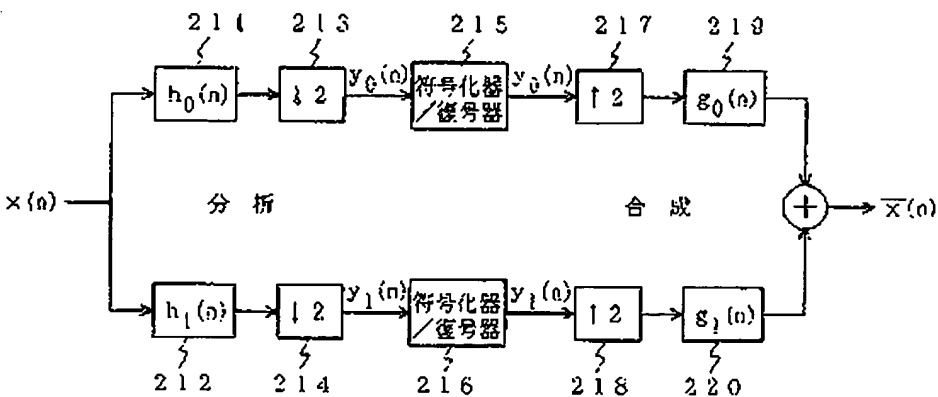 211 213 215 217 219
h0(n) ↓2 y0(n) 符号化器 y0(n) ↑2 g0(n)
／復号器
x(n) 分析 合成 + x̄(n)
h1(n) ↓2 y1(n) 符号化器 y1(n) ↑2 g1(n)
／復号器
212 214 216 218 220